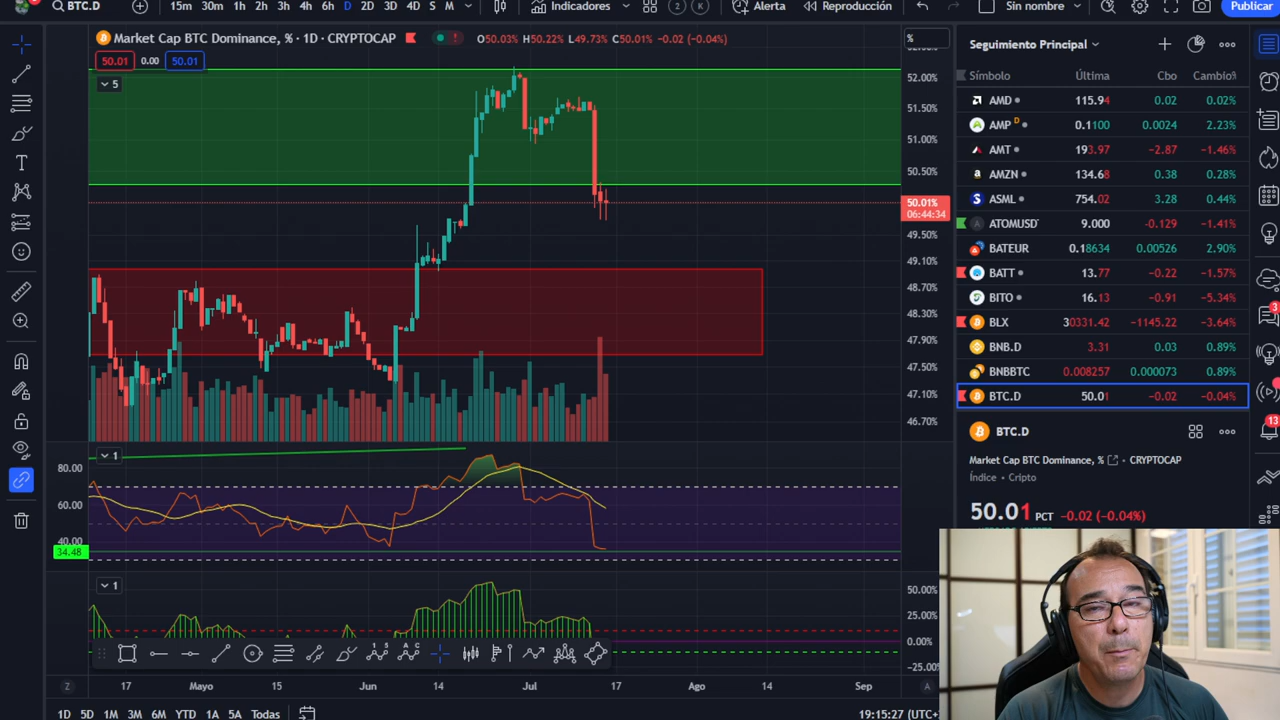 BTC.D
15m 30m 1h 2h 3h 4h 6h D 2D 3D 4D S M
Indicadores
2 K
Alerta
Reproducción
Sin nombre
Publicar
Market Cap BTC Dominance, % · 1D · CRYPTOCAP
O50.03% H50.22% L49.73% C50.01% −0.02 (−0.04%)
%
50.01 0.00 50.01
5
52.00%
51.50%
51.00%
50.50%
50.01%
06:44:34
49.50%
49.10%
48.70%
48.30%
47.90%
47.50%
47.10%
46.70%
1
80.00
60.00
40.00
34.48
1
50.00%
25.00%
0.00%
−25.00%
Z
17 Mayo 15 Jun 14 Jul 17 Ago 14 Sep
A
1D 5D 1M 3M 6M YTD 1A 5A Todas
19:15:27 (UTC+
Seguimiento Principal
Símbolo Última Cbo Cambio%
AMD 115.94 0.02 0.02%
AMP D 0.1100 0.0024 2.23%
AMT 193.97 −2.87 −1.46%
AMZN 134.68 0.38 0.28%
ASML 754.02 3.28 0.44%
ATOMUSD 9.000 −0.129 −1.41%
BATEUR 0.18634 0.00526 2.90%
BATT 13.77 −0.22 −1.57%
BITO 16.13 −0.91 −5.34%
BLX 30331.42 −1145.22 −3.64%
BNB.D 3.31 0.03 0.89%
BNBBTC 0.008257 0.000073 0.89%
BTC.D 50.01 −0.02 −0.04%
BTC.D
Market Cap BTC Dominance, % · CRYPTOCAP
Índice · Cripto
50.01 PCT −0.02 (−0.04%)
3
13